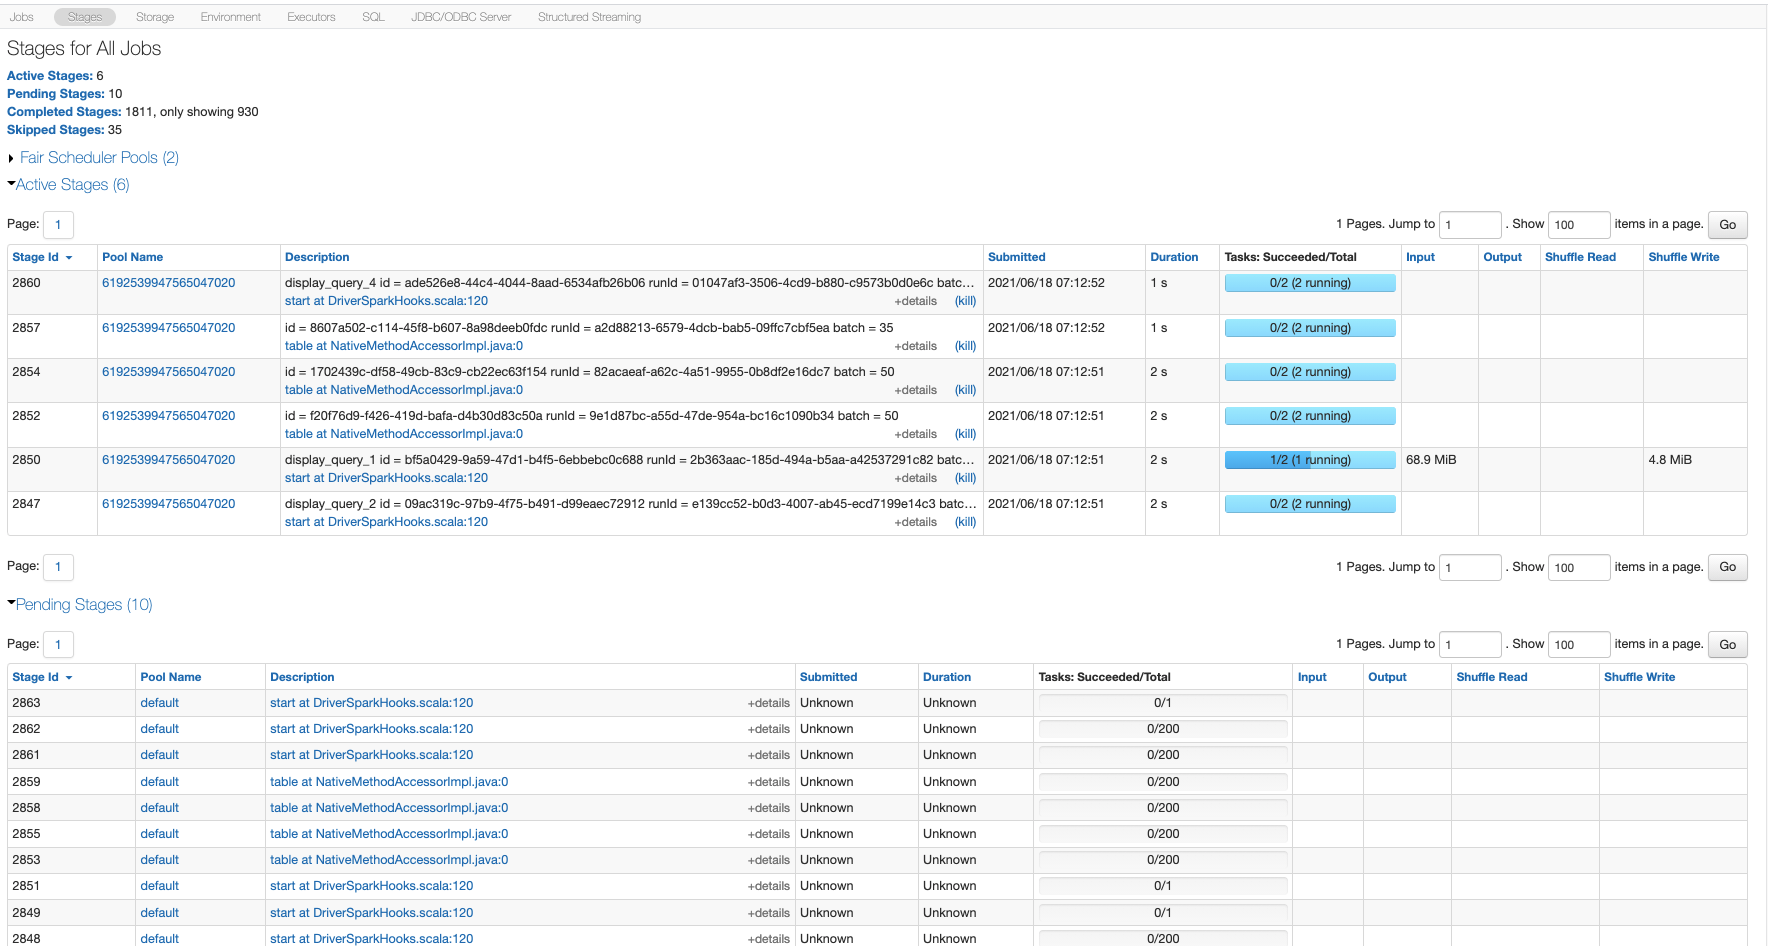 Jobs Stages Storage Environment Executors SQL JDBC/ODBC Server Structured Streaming
Stages for All Jobs
Active Stages: 6
Pending Stages: 10
Completed Stages: 1811, only showing 930
Skipped Stages: 35
Fair Scheduler Pools (2)
Active Stages (6)
Page: 1 1 Pages. Jump to 1 . Show 100 items in a page. Go
Stage Id Pool Name Description Submitted Duration Tasks: Succeeded/Total Input Output Shuffle Read Shuffle Write
2860 6192539947565047020 display_query_4 id = ade526e8-44c4-4044-8aad-6534afb26b06 runId = 01047af3-3506-4cd9-b880-c9573b0d0e6c batc... 2021/06/18 07:12:52 1 s 0/2 (2 running)
start at DriverSparkHooks.scala:120 +details (kill)
2857 6192539947565047020 id = 8607a502-c114-45f8-b607-8a98deeb0fdc runId = a2d88213-6579-4dcb-bab5-09ffc7cbf5ea batch = 35 2021/06/18 07:12:52 1 s 0/2 (2 running)
table at NativeMethodAccessorImpl.java:0 +details (kill)
2854 6192539947565047020 id = 1702439c-df58-49cb-83c9-cb22ec63f154 runId = 82acaeaf-a62c-4a51-9955-0b8df2e16dc7 batch = 50 2021/06/18 07:12:51 2 s 0/2 (2 running)
table at NativeMethodAccessorImpl.java:0 +details (kill)
2852 6192539947565047020 id = f20f76d9-f426-419d-bafa-d4b30d83c50a runId = 9e1d87bc-a55d-47de-954a-bc16c1090b34 batch = 50 2021/06/18 07:12:51 2 s 0/2 (2 running)
table at NativeMethodAccessorImpl.java:0 +details (kill)
2850 6192539947565047020 display_query_1 id = bf5a0429-9a59-47d1-b4f5-6ebbebc0c688 runId = 2b363aac-185d-494a-b5aa-a42537291c82 batc... 2021/06/18 07:12:51 2 s 1/2 (1 running) 68.9 MiB 4.8 MiB
start at DriverSparkHooks.scala:120 +details (kill)
2847 6192539947565047020 display_query_2 id = 09ac319c-97b9-4f75-b491-d99eaec72912 runId = e139cc52-b0d3-4007-ab45-ecd7199e14c3 batc... 2021/06/18 07:12:51 2 s 0/2 (2 running)
start at DriverSparkHooks.scala:120 +details (kill)
Page: 1 1 Pages. Jump to 1 . Show 100 items in a page. Go
Pending Stages (10)
Page: 1 1 Pages. Jump to 1 . Show 100 items in a page. Go
Stage Id Pool Name Description Submitted Duration Tasks: Succeeded/Total Input Output Shuffle Read Shuffle Write
2863 default start at DriverSparkHooks.scala:120 +details Unknown Unknown 0/1
2862 default start at DriverSparkHooks.scala:120 +details Unknown Unknown 0/200
2861 default start at DriverSparkHooks.scala:120 +details Unknown Unknown 0/200
2859 default table at NativeMethodAccessorImpl.java:0 +details Unknown Unknown 0/200
2858 default table at NativeMethodAccessorImpl.java:0 +details Unknown Unknown 0/200
2855 default table at NativeMethodAccessorImpl.java:0 +details Unknown Unknown 0/200
2853 default table at NativeMethodAccessorImpl.java:0 +details Unknown Unknown 0/200
2851 default start at DriverSparkHooks.scala:120 +details Unknown Unknown 0/1
2849 default start at DriverSparkHooks.scala:120 +details Unknown Unknown 0/1
2848 default start at DriverSparkHooks.scala:120 +details Unknown Unknown 0/200